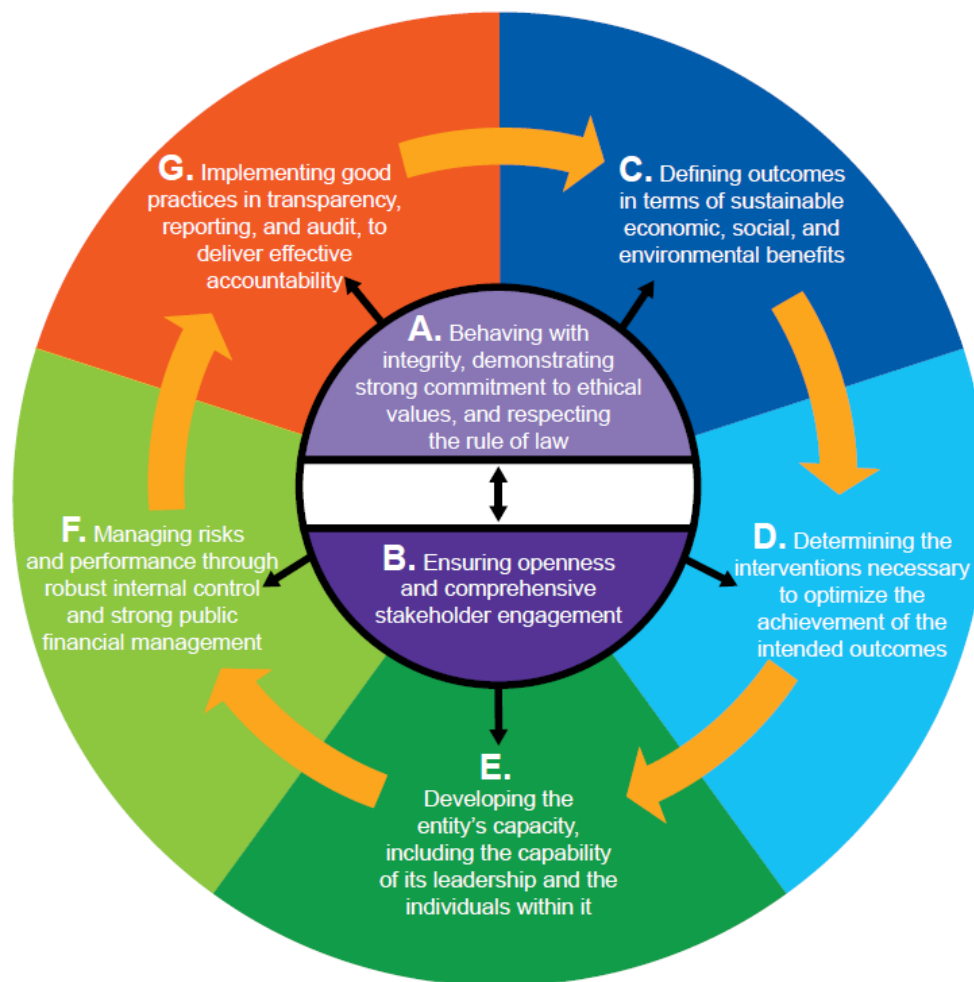 G. Implementing good
practices in transparency,
reporting, and audit, to
deliver effective
accountability
C. Defining outcomes
in terms of sustainable
economic, social, and
environmental benefits
A. Behaving with
integrity, demonstrating
strong commitment to ethical
values, and respecting
the rule of law
F. Managing risks
and performance through
robust internal control
and strong public
financial management
B. Ensuring openness
and comprehensive
stakeholder engagement
D. Determining the
interventions necessary
to optimize the
achievement of the
intended outcomes
E.
Developing the
entity’s capacity,
including the capability
of its leadership and the
individuals within it